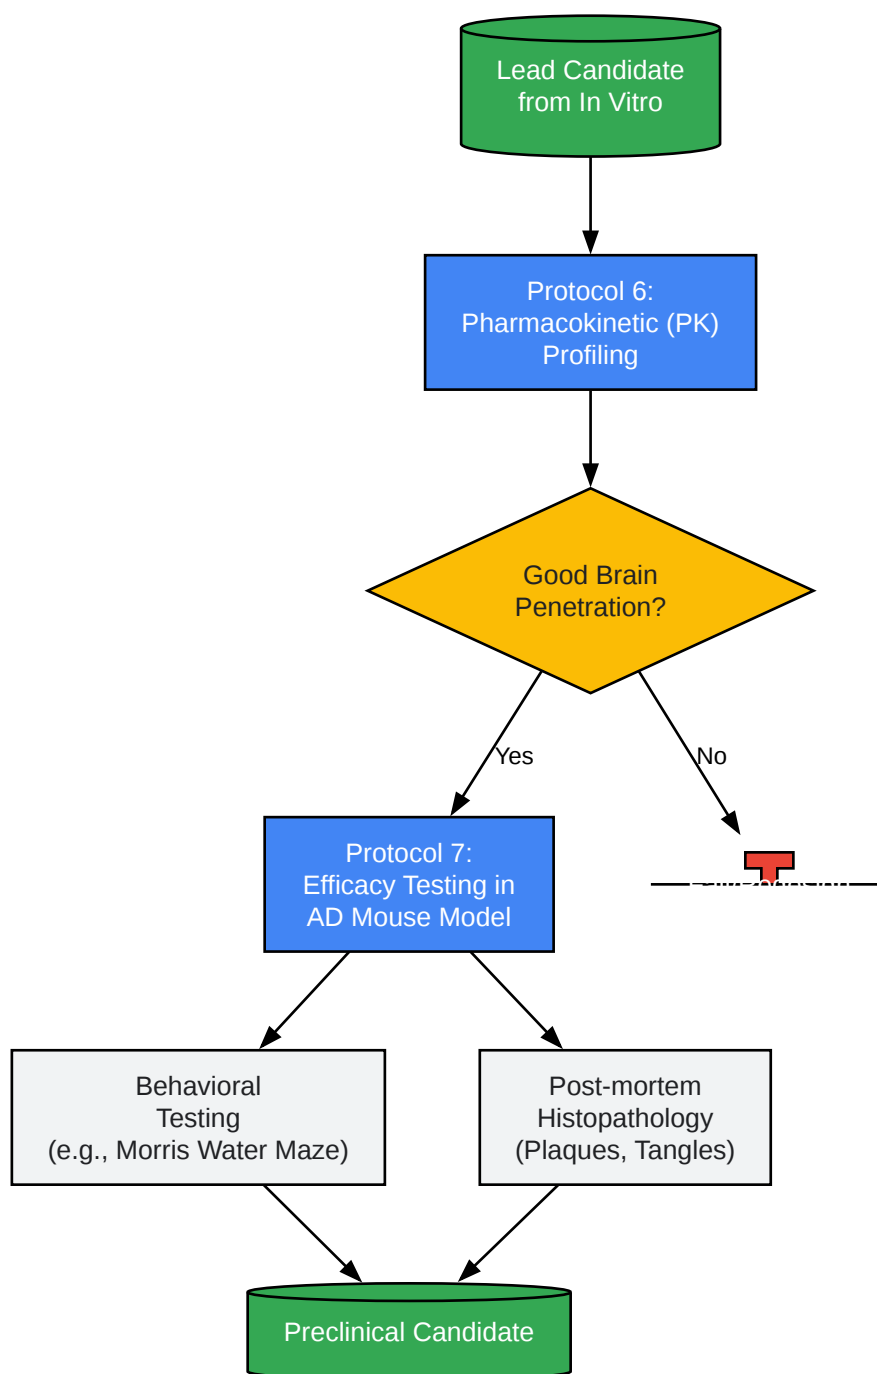 Lead Candidate
from In Vitro
Protocol 6:
Pharmacokinetic (PK)
Profiling
Good Brain
Penetration?
Yes
No
Protocol 7:
Efficacy Testing in
AD Mouse Model
Behavioral
Testing
(e.g., Morris Water Maze)
Post-mortem
Histopathology
(Plaques, Tangles)
Preclinical Candidate